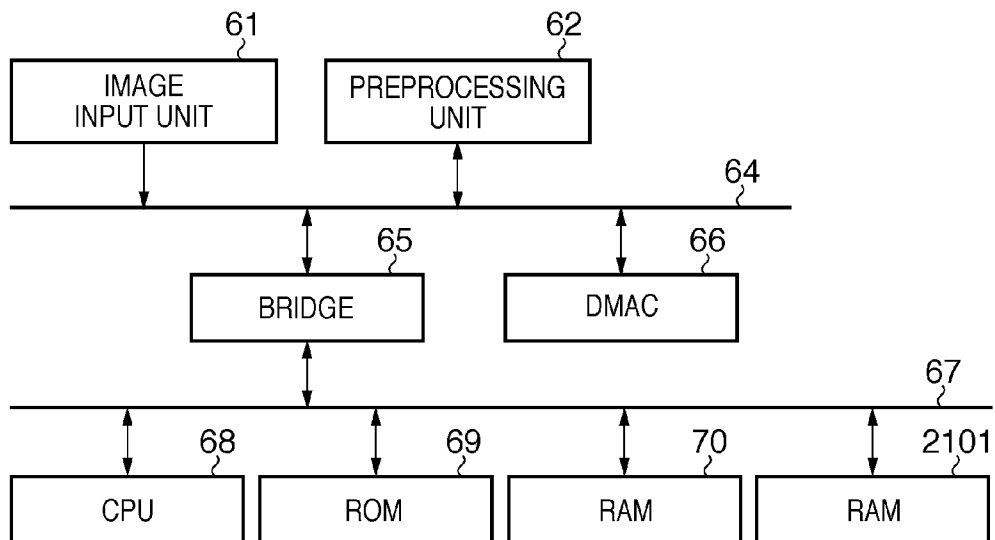 61
62
IMAGE
INPUT UNIT
PREPROCESSING
UNIT
64
65
66
BRIDGE
DMAC
67
68
69
70
2101
CPU
ROM
RAM
RAM